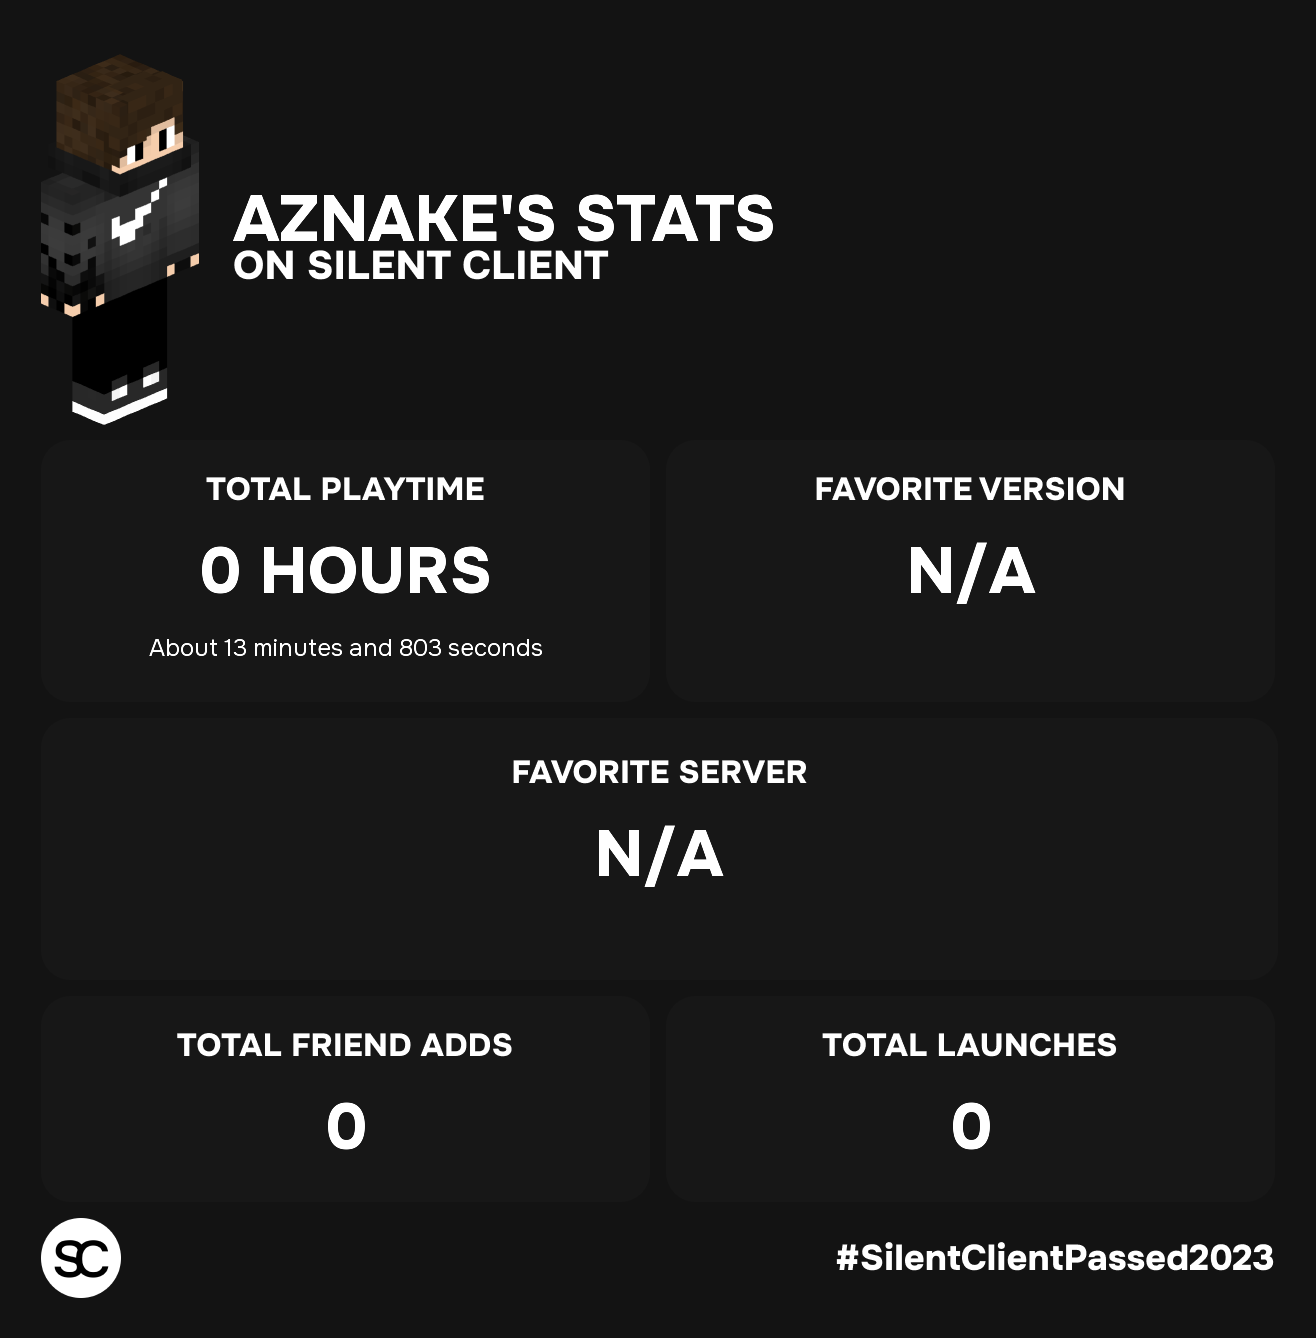 AZNAKE'S STATS
ON SILENT CLIENT
TOTAL PLAYTIME
0 HOURS
About 13 minutes and 803 seconds
FAVORITE VERSION
N/A
FAVORITE SERVER
N/A
TOTAL FRIEND ADDS
0
TOTAL LAUNCHES
0
SC
#SilentClientPassed2023